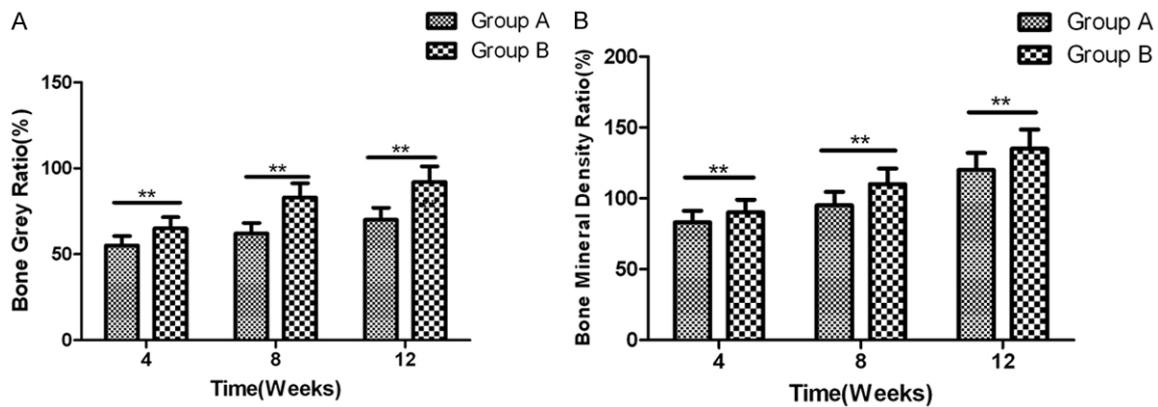 A
Group A
Group B
Bone Grey Ratio(%)
150
100
50
0
**
**
**
4
8
12
Time(Weeks)
B
Group A
Group B
Bone Mineral Density Ratio(%)
200
150
100
50
0
**
**
**
4
8
12
Time(Weeks)